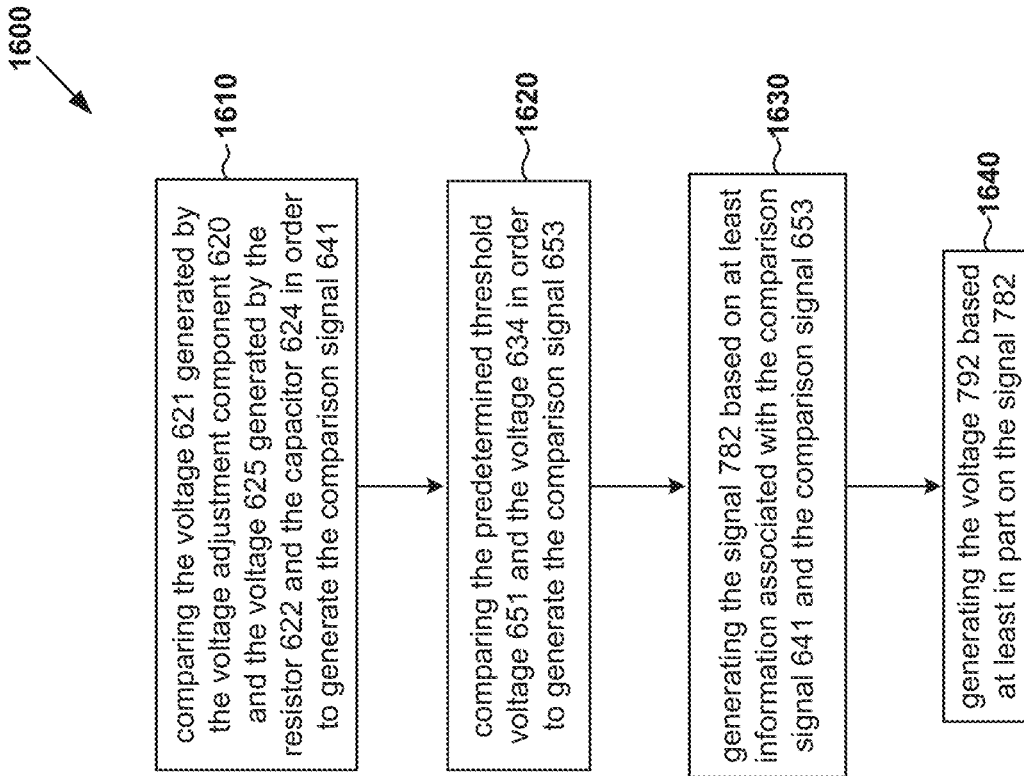 1600
1610
comparing the voltage 621 generated by
the voltage adjustment component 620
and the voltage 625 generated by the
resistor 622 and the capacitor 624 in order
to generate the comparison signal 641
1620
comparing the predetermined threshold
voltage 651 and the voltage 634 in order
to generate the comparison signal 653
1630
generating the signal 782 based on at least
information associated with the comparison
signal 641 and the comparison signal 653
1640
generating the voltage 792 based
at least in part on the signal 782